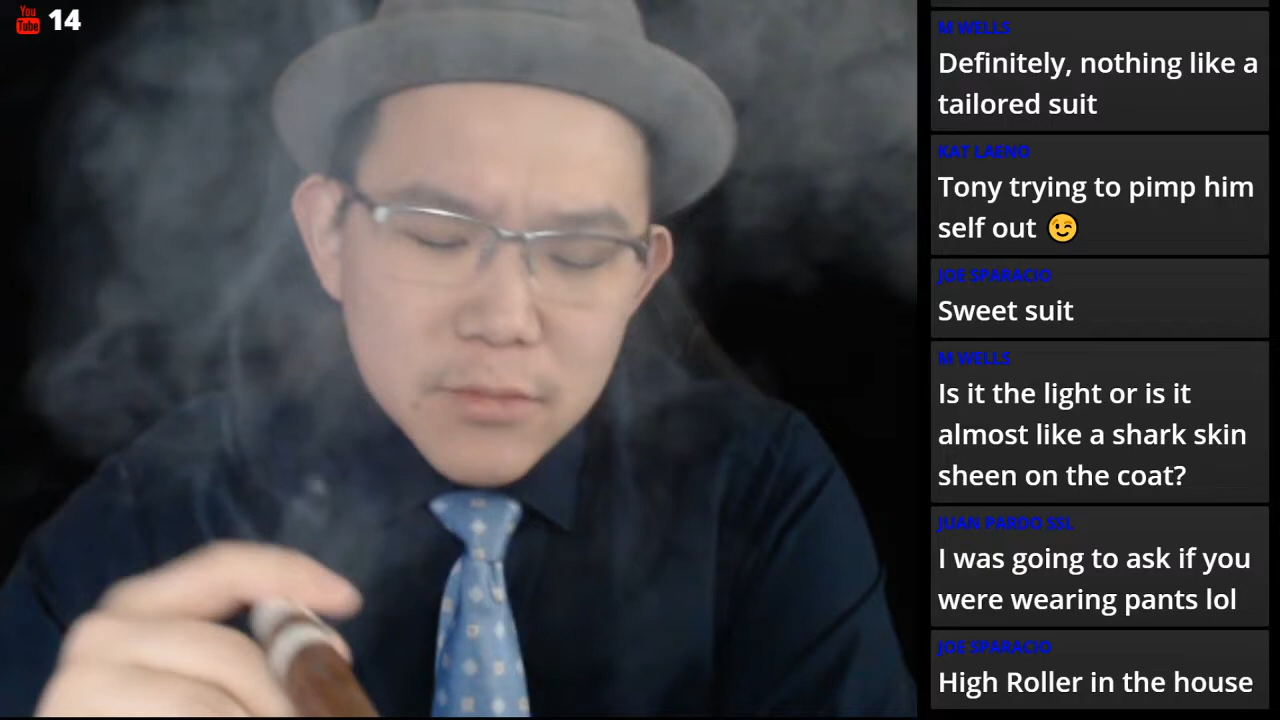 You
Tube 14
M WELLS
Definitely, nothing like a
tailored suit
KAT LAENO
Tony trying to pimp him
self out 😉
JOE SPARACIO
Sweet suit
M WELLS
Is it the light or is it
almost like a shark skin
sheen on the coat?
JUAN PARDO SSL
I was going to ask if you
were wearing pants lol
JOE SPARACIO
High Roller in the house